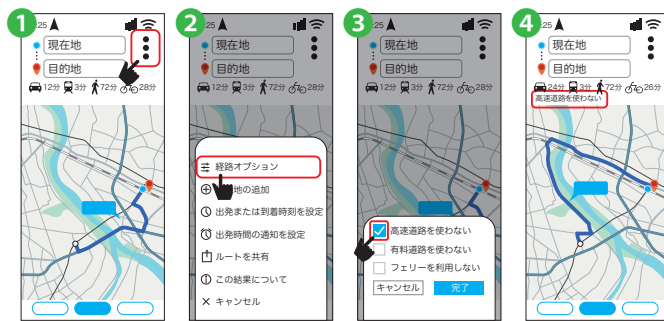 1
:25
現在地
目的地
12分 3分 72分 28分
2
:25
現在地
目的地
12分 3分 72分 28分
経路オプション
地の追加
出発または到着時刻を設定
出発時間の通知を設定
ルートを共有
この結果について
キャンセル
3
:25
現在地
目的地
12分 3分 72分 28分
高速道路を使わない
有料道路を使わない
フェリーを利用しない
キャンセル 完了
4
:25
現在地
目的地
24分 3分 72分 26分
高速道路を使わない